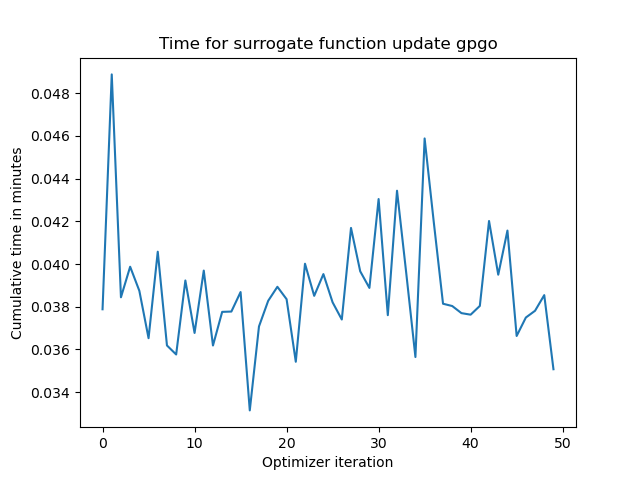 Time for surrogate function update gpgo
Cumulative time in minutes
0.048
0.046
0.044
0.042
0.040
0.038
0.036
0.034
0 10 20 30 40 50
Optimizer iteration